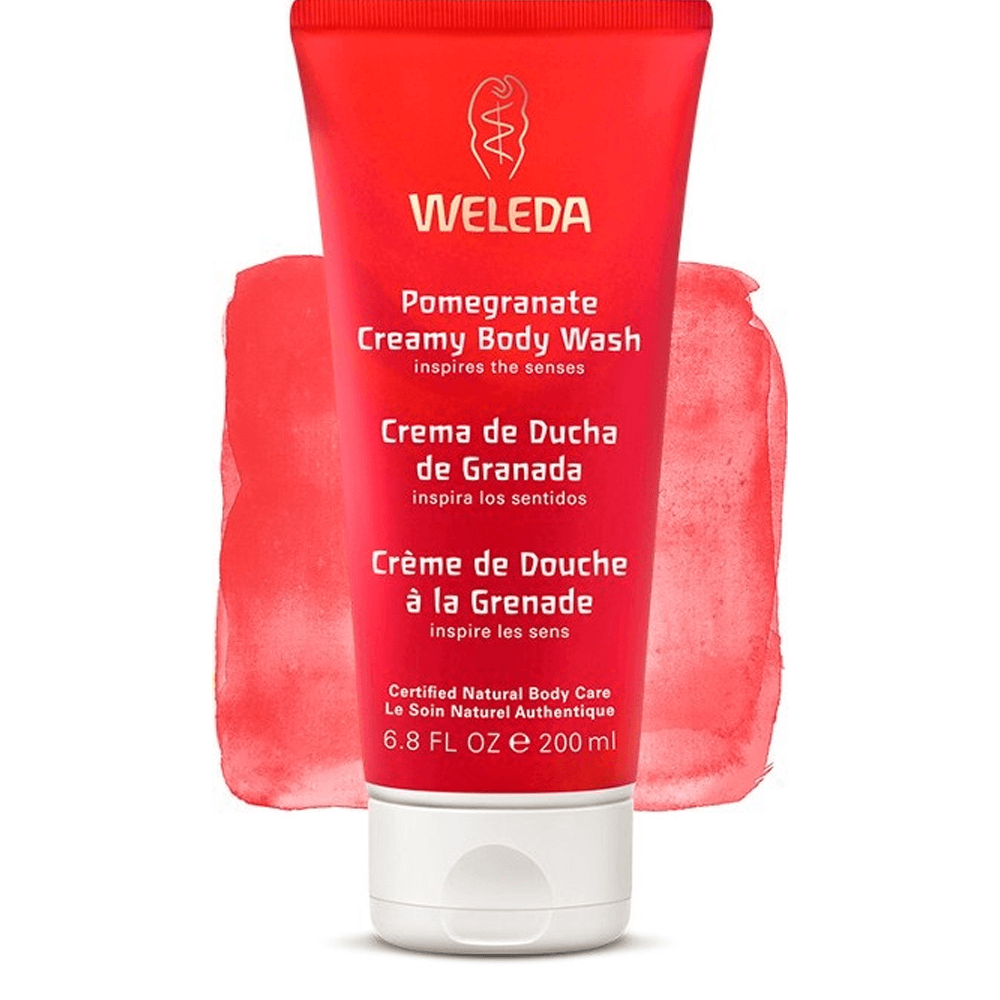 WELEDA
Pomegranate
Creamy Body Wash
inspires the senses
Crema de Ducha
de Granada
inspira los sentidos
Crème de Douche
à la Grenade
inspire les sens
Certified Natural Body Care
Le Soin Naturel Authentique
6.8 FL OZ ℮ 200 ml